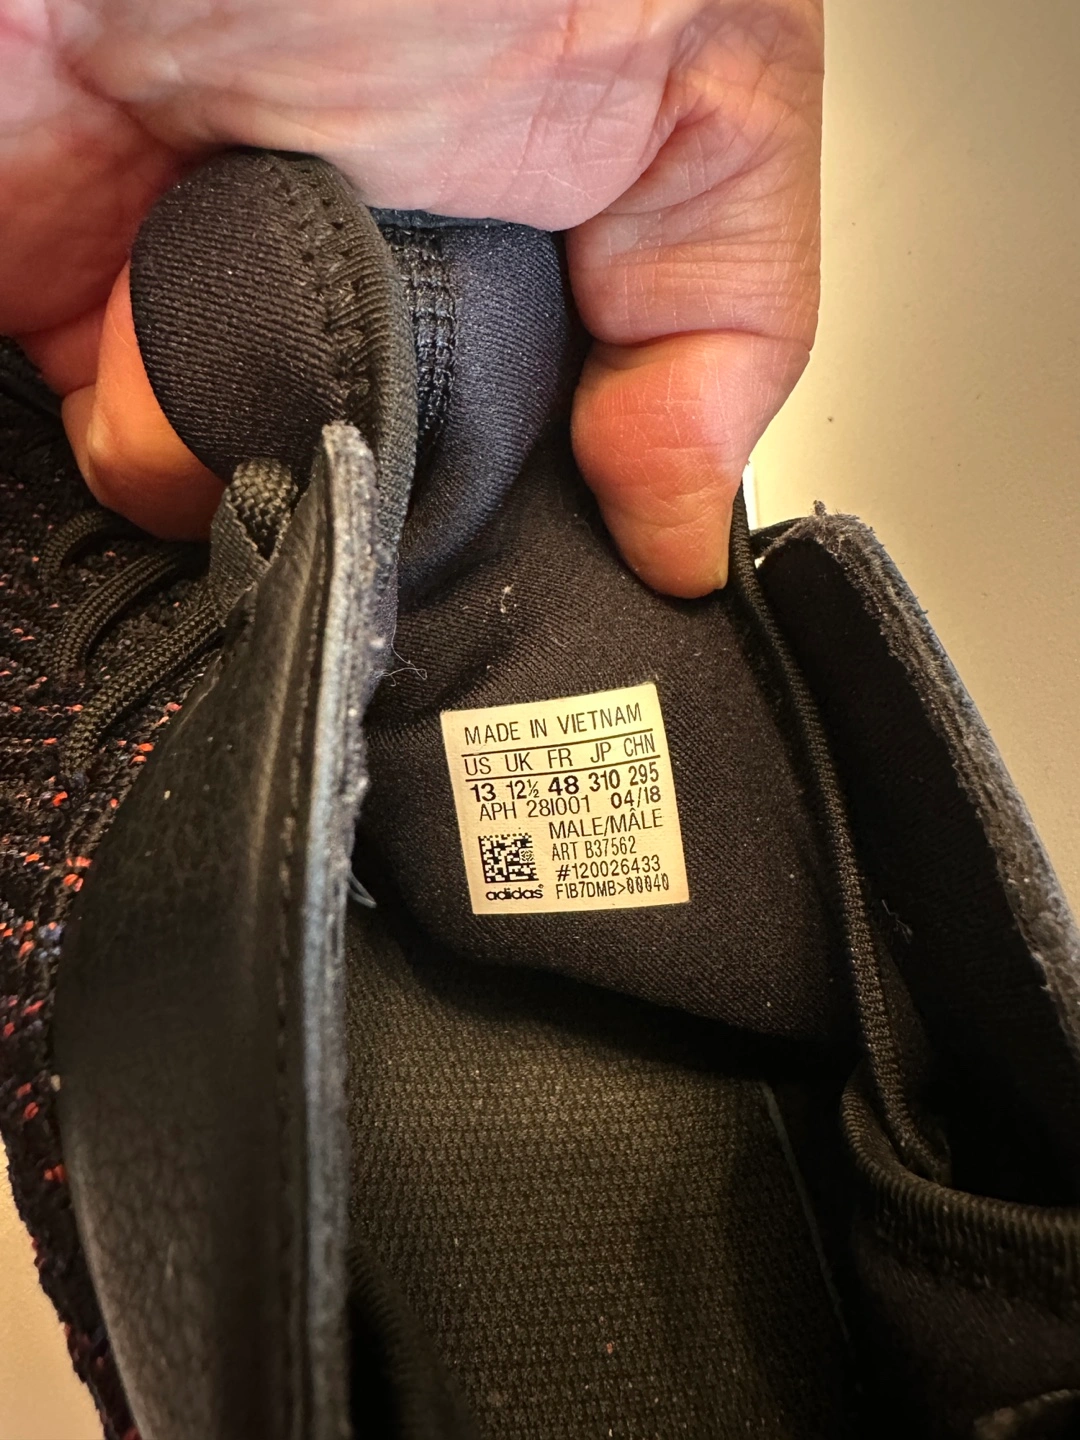 MADE IN VIETNAM
US UK FR JP CHN
13 12½ 48 310 295
APH 28I001 04/18
MALE/MÂLE
ART B37562
#120026433
adidas® FIB7DMB>00040